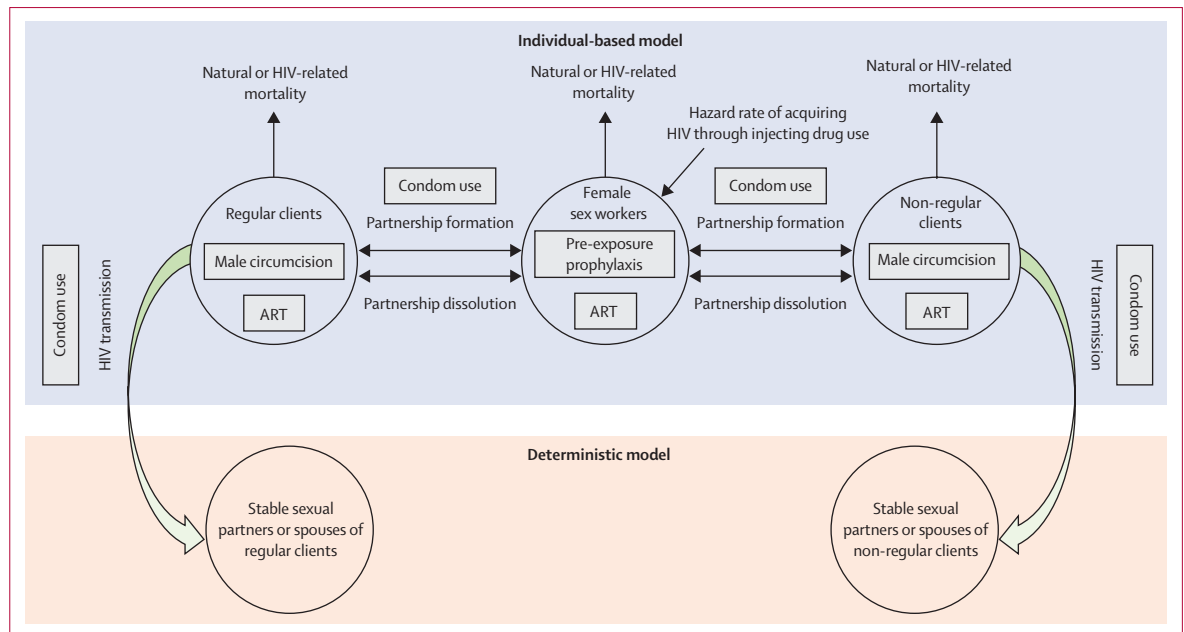 Individual-based model
Natural or HIV-related
mortality
Natural or HIV-related
mortality
Natural or HIV-related
mortality
Hazard rate of acquiring
HIV through injecting drug use
Condom use
Condom use
Regular clients
Male circumcision
ART
Partnership formation
Partnership dissolution
Female
sex workers
Pre-exposure
prophylaxis
ART
Partnership formation
Partnership dissolution
Non-regular
clients
Male circumcision
ART
Condom use
HIV transmission
HIV transmission
Condom use
Deterministic model
Stable sexual
partners or spouses of
regular clients
Stable sexual
partners or spouses of
non-regular clients